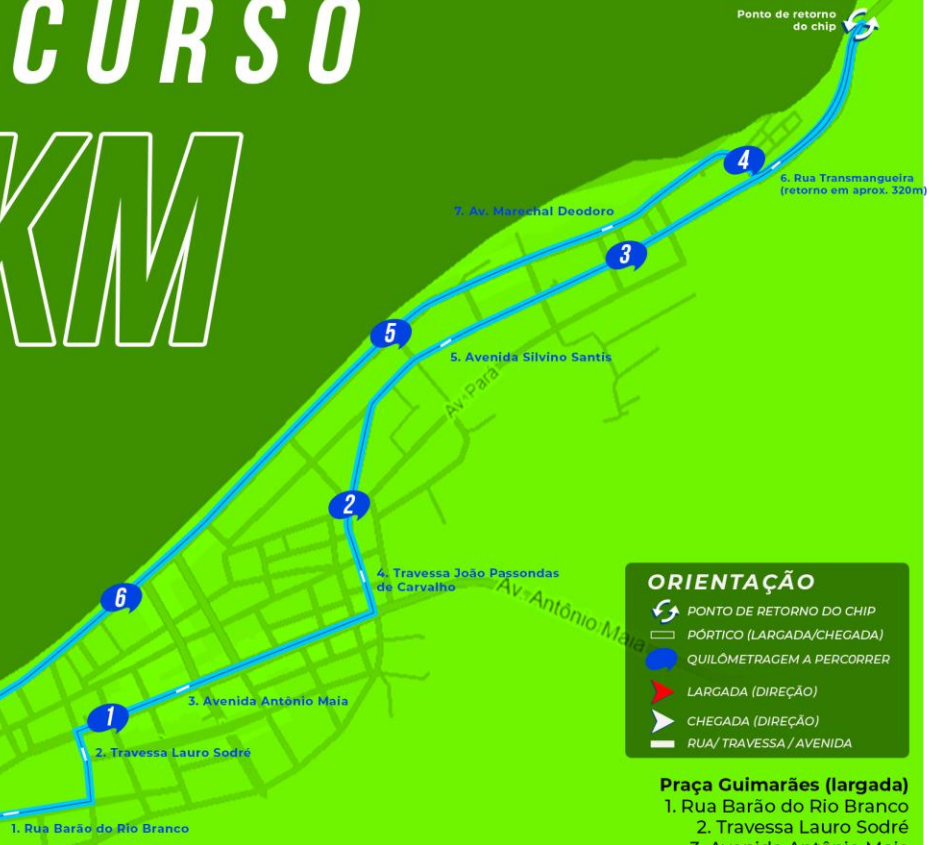 CURSO
KM
Ponto de retorno
do chip
4
6. Rua Transmangueira
(retorno em aprox. 320m)
7. Av. Marechal Deodoro
3
5
5. Avenida Silvino Santis
Av. Pará
2
4. Travessa João Passondas
de Carvalho
Av. Antônio Maia
6
3. Avenida Antônio Maia
1
2. Travessa Lauro Sodré
1. Rua Barão do Rio Branco
ORIENTAÇÃO
PONTO DE RETORNO DO CHIP
PÓRTICO (LARGADA/CHEGADA)
QUILÔMETRAGEM A PERCORRER
LARGADA (DIREÇÃO)
CHEGADA (DIREÇÃO)
RUA/ TRAVESSA / AVENIDA
Praça Guimarães (largada)
1. Rua Barão do Rio Branco
2. Travessa Lauro Sodré
3. Avenida Antônio Maia